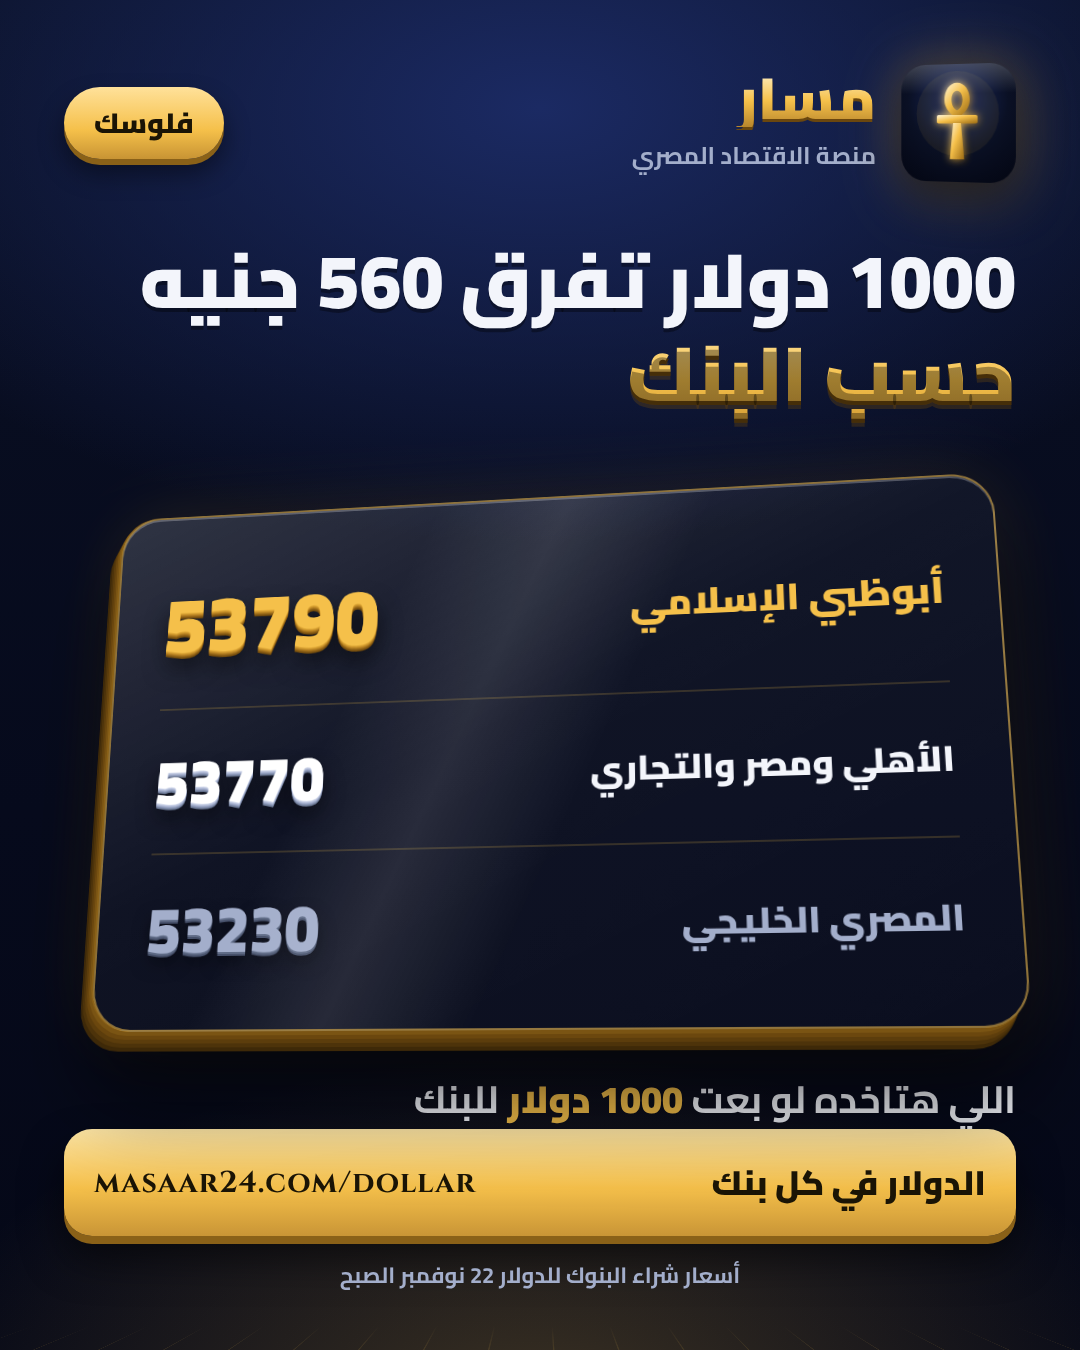 مسار
منصة الاقتصاد المصري
فلوسك
1000 دولار تفرق 560 جنيه
حسب البنك
أبوظبي الإسلامي 53790
الأهلي ومصر والتجاري 53770
المصري الخليجي 53230
اللي هتاخده لو بعت 1000 دولار للبنك
الدولار في كل بنك MASAAR24.COM/DOLLAR
أسعار شراء البنوك للدولار 22 نوفمبر الصبح